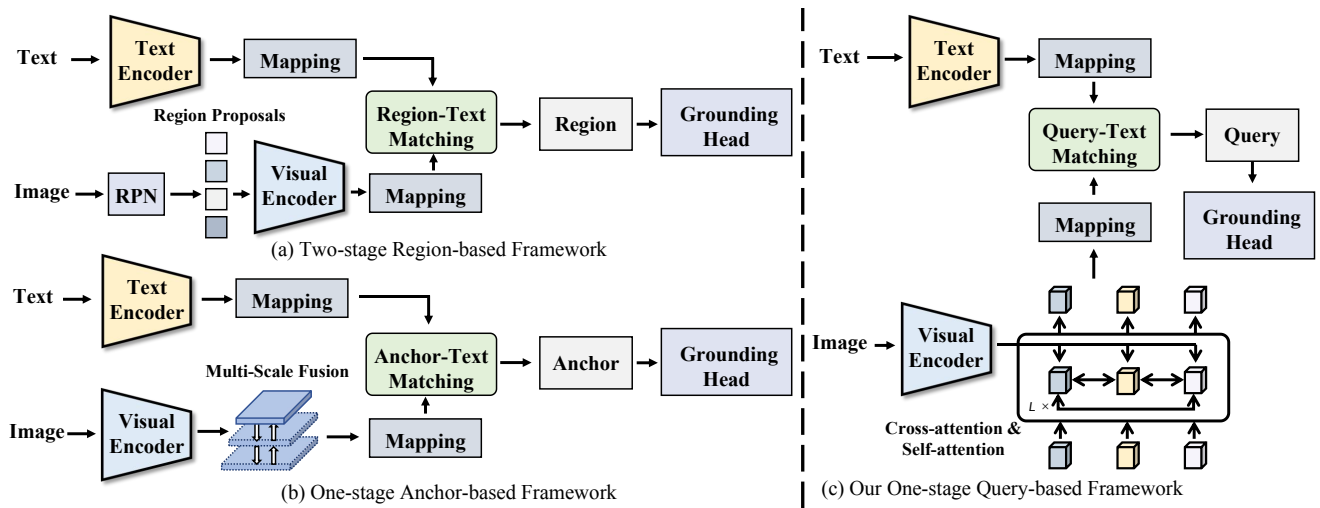 Text
Text
Encoder
Mapping
Region Proposals
Image
RPN
Visual
Encoder
Mapping
Region-Text
Matching
Region
Grounding
Head
(a) Two-stage Region-based Framework
Text
Text
Encoder
Mapping
Image
Visual
Encoder
Multi-Scale Fusion
Mapping
Anchor-Text
Matching
Anchor
Grounding
Head
(b) One-stage Anchor-based Framework
Text
Text
Encoder
Mapping
Query-Text
Matching
Query
Grounding
Head
Mapping
Image
Visual
Encoder
L ×
Cross-attention &
Self-attention
(c) Our One-stage Query-based Framework